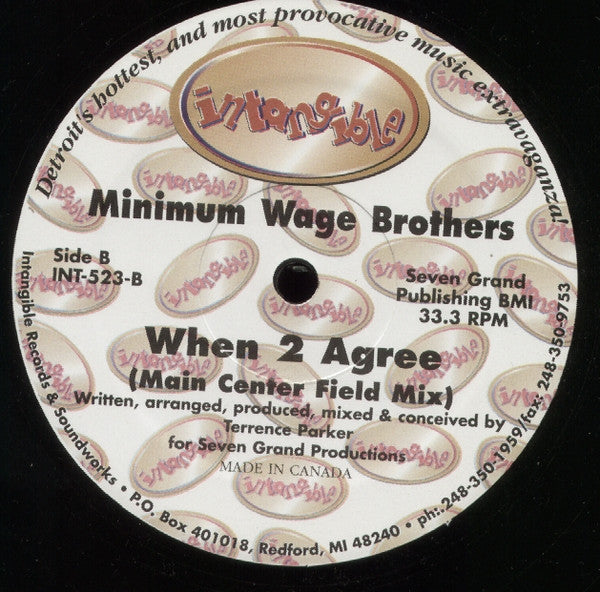 Detroit's hottest, and most provocative music extravaganza!
intangible
Minimum Wage Brothers
Side B
INT-523-B
Seven Grand
Publishing BMI
33.3 RPM
When 2 Agree
(Main Center Field Mix)
Written, arranged, produced, mixed & conceived by
Terrence Parker
for Seven Grand Productions
MADE IN CANADA
Intangible Records & Soundworks • P.O. Box 401018, Redford, MI 48240 • ph:.248-350-1959/fax: 248-350-9753